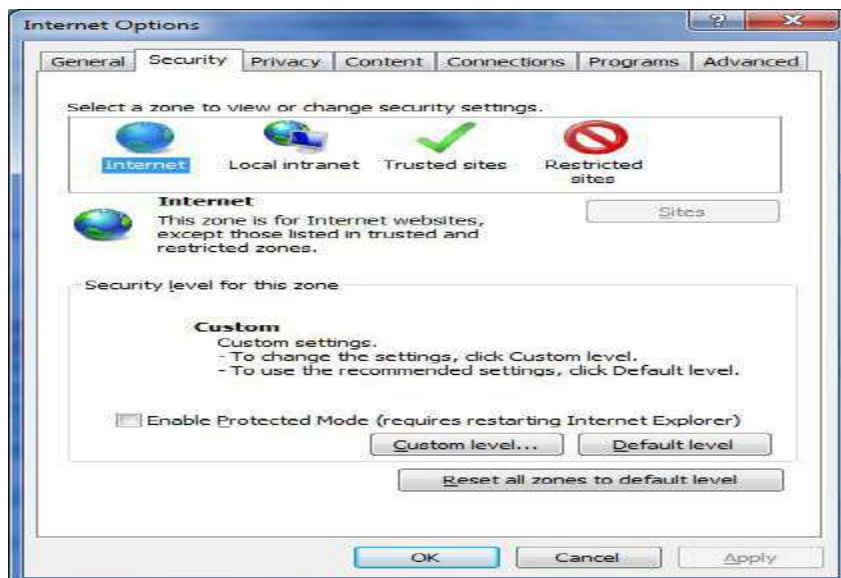 Internet Options
General Security Privacy Content Connections Programs Advanced
Select a zone to view or change security settings.
Internet Local intranet Trusted sites Restricted sites
Internet
This zone is for Internet websites,
except those listed in trusted and
restricted zones.
Sites
Security level for this zone
Custom
Custom settings.
- To change the settings, click Custom level.
- To use the recommended settings, click Default level.
Enable Protected Mode (requires restarting Internet Explorer)
Custom level... Default level
Reset all zones to default level
OK Cancel Apply